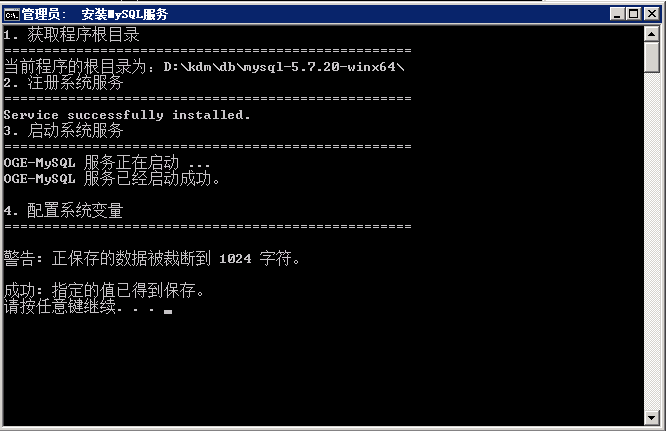 管理员: 安装MySQL服务
1. 获取程序根目录
===================================================
当前程序的根目录为：D:\kdm\db\mysql-5.7.20-winx64\
2. 注册系统服务
===================================================
Service successfully installed.
3. 启动系统服务
===================================================
OGE-MySQL 服务正在启动 ...
OGE-MySQL 服务已经启动成功。
4. 配置系统变量
===================================================
警告: 正保存的数据被裁断到 1024 字符。
成功: 指定的值已得到保存。
请按任意键继续. . .